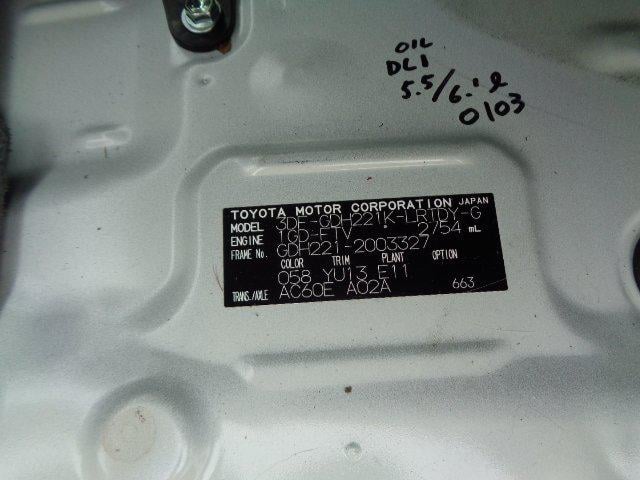 OIL
DL1
5.5/6.1ℓ
0103
TOYOTA MOTOR CORPORATION JAPAN
MODEL 3DF-GDH221K-LRTDY-G
ENGINE 1GD-FTV 2754 mL
FRAME No. GDH221-2003327
COLOR TRIM PLANT OPTION
058 YU13 E11
TRANS./AXLE AC60E A02A 663